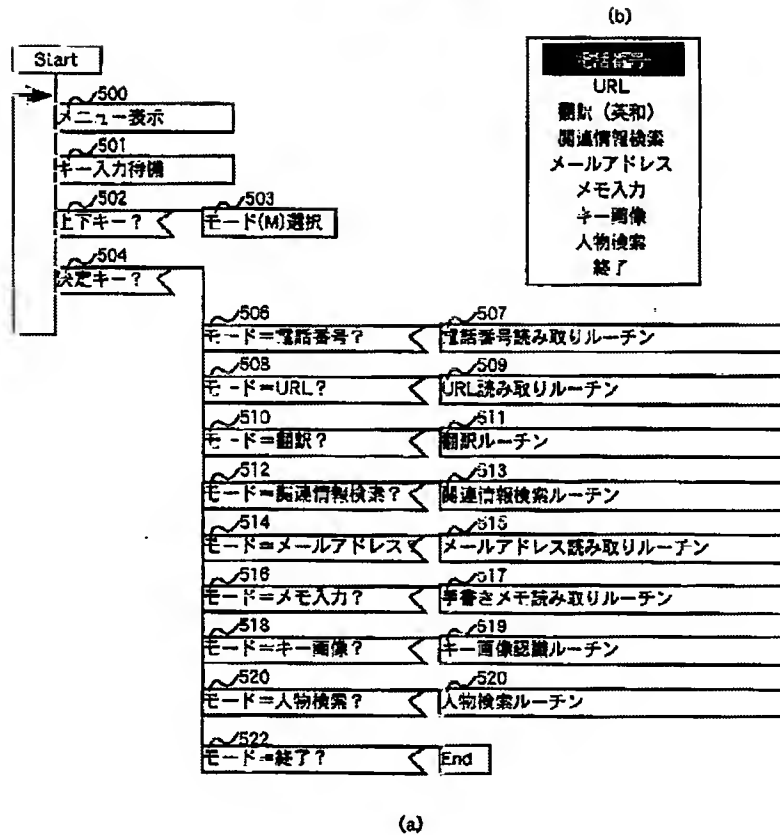 (b)
Start
電話番号
URL
翻訳（英和）
関連情報検索
メールアドレス
メモ入力
キー画像
人物検索
終了
500
メニュー表示
501
キー入力待機
502
上下キー？
503
モード(M)選択
504
決定キー？
506
モード=電話番号？
507
電話番号読み取りルーチン
508
モード=URL？
509
URL読み取りルーチン
510
モード=翻訳？
511
翻訳ルーチン
512
モード=関連情報検索？
513
関連情報検索ルーチン
514
モード=メールアドレス
515
メールアドレス読み取りルーチン
516
モード=メモ入力？
517
手書きメモ読み取りルーチン
518
モード=キー画像？
519
キー画像認識ルーチン
520
モード=人物検索？
520
人物検索ルーチン
522
モード=終了？
End
(a)